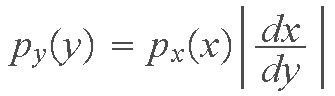 p_y(y) = p_x(x) | dx/dy |